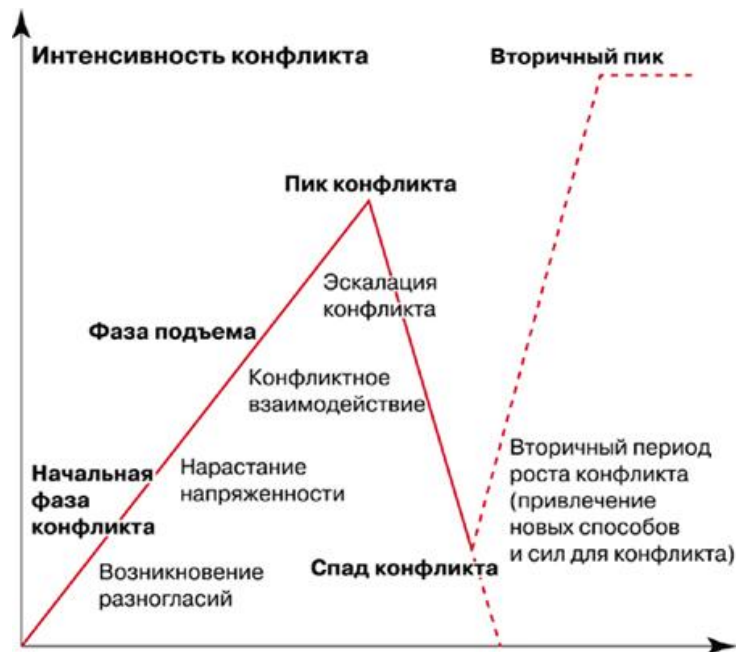 Интенсивность конфликта
Вторичный пик
Пик конфликта
Эскалация
конфликта
Фаза подъема
Конфликтное
взаимодействие
Начальная
фаза
конфликта
Нарастание
напряженности
Вторичный период
роста конфликта
(привлечение
новых способов
и сил для конфликта)
Спад конфликта
Возникновение
разногласий